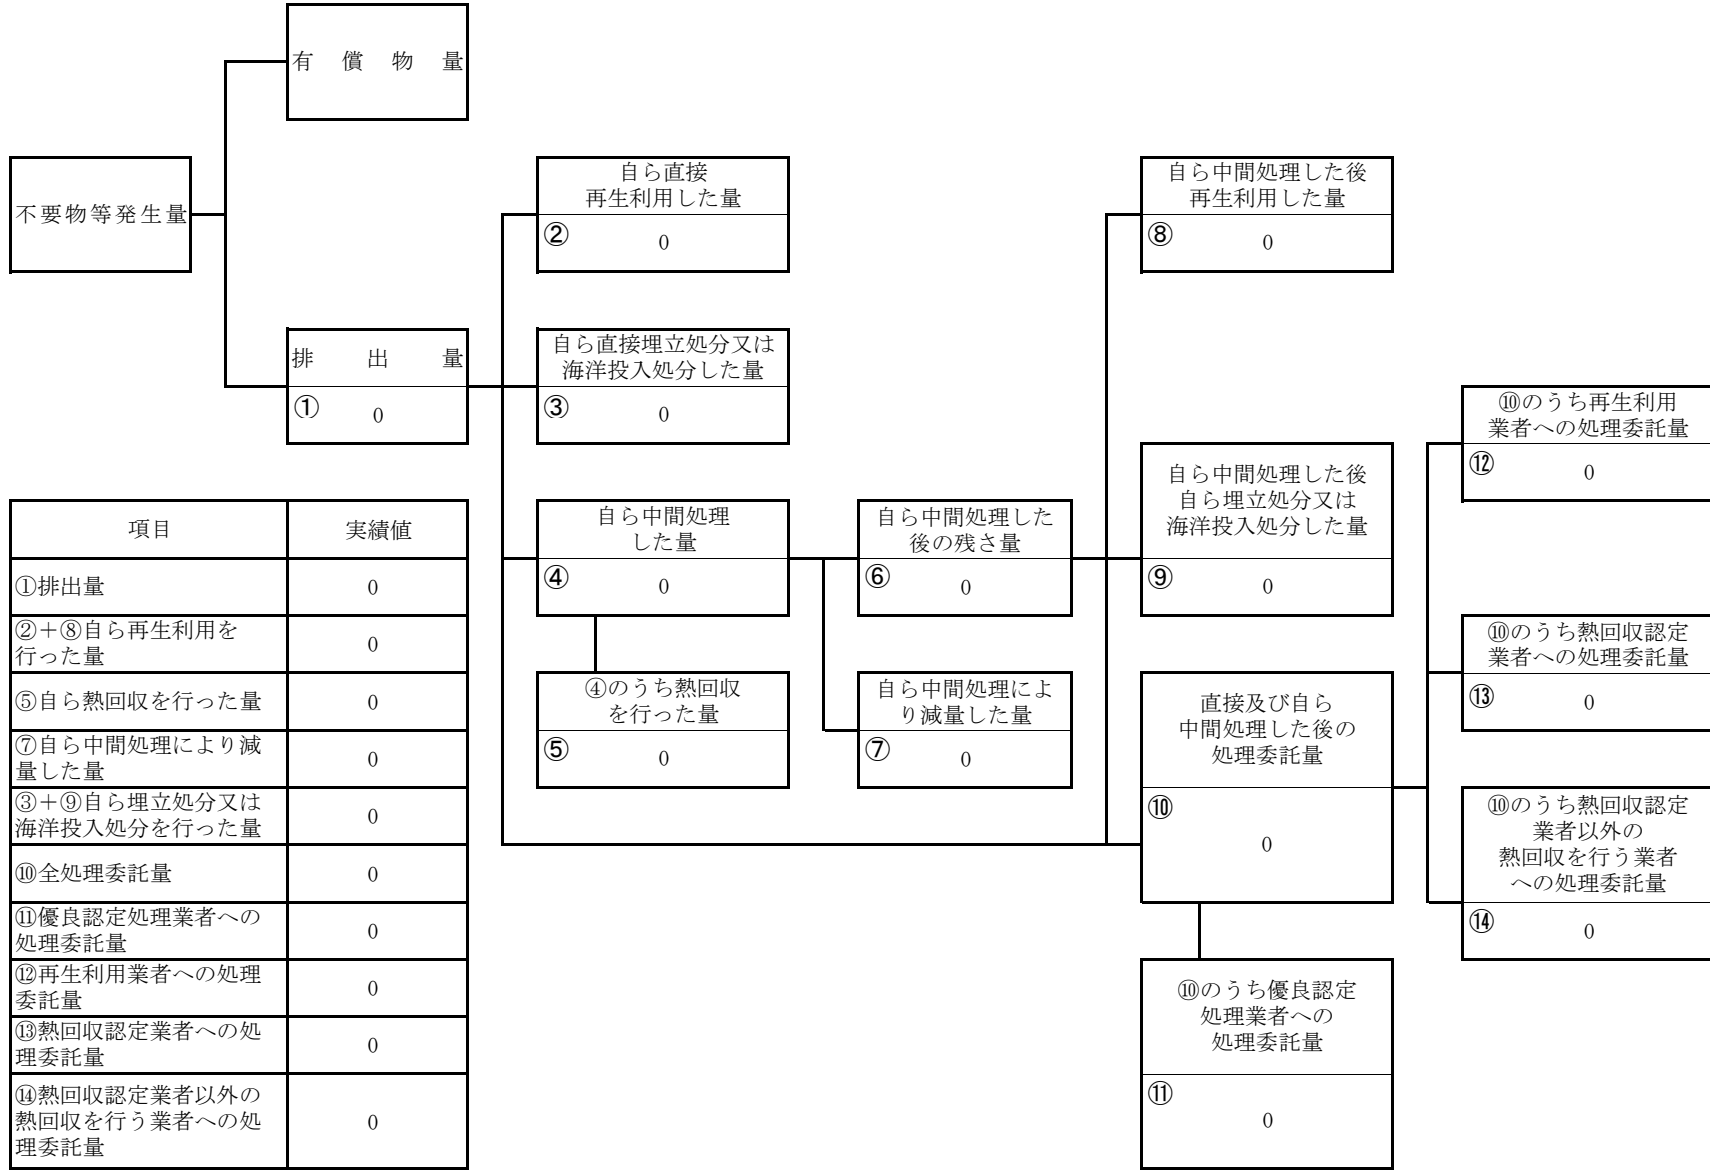 有償物量
不要物等発生量
排出量
① 0
自ら直接
再生利用した量
② 0
自ら直接埋立処分又は
海洋投入処分した量
③ 0
自ら中間処理
した量
④ 0
④のうち熱回収
を行った量
⑤ 0
自ら中間処理した
後の残さ量
⑥ 0
自ら中間処理によ
り減量した量
⑦ 0
自ら中間処理した後
再生利用した量
⑧ 0
自ら中間処理した後
自ら埋立処分又は
海洋投入処分した量
⑨ 0
直接及び自ら
中間処理した後の
処理委託量
⑩
0
⑩のうち優良認定
処理業者への
処理委託量
⑪
0
⑩のうち再生利用
業者への処理委託量
⑫ 0
⑩のうち熱回収認定
業者への処理委託量
⑬ 0
⑩のうち熱回収認定
業者以外の
熱回収を行う業者
への処理委託量
⑭ 0
項目 実績値
①排出量 0
②＋⑧自ら再生利用を
行った量 0
⑤自ら熱回収を行った量 0
⑦自ら中間処理により減
量した量 0
③＋⑨自ら埋立処分又は
海洋投入処分を行った量 0
⑩全処理委託量 0
⑪優良認定処理業者への
処理委託量 0
⑫再生利用業者への処理
委託量 0
⑬熱回収認定業者への処
理委託量 0
⑭熱回収認定業者以外の
熱回収を行う業者への処 0
理委託量